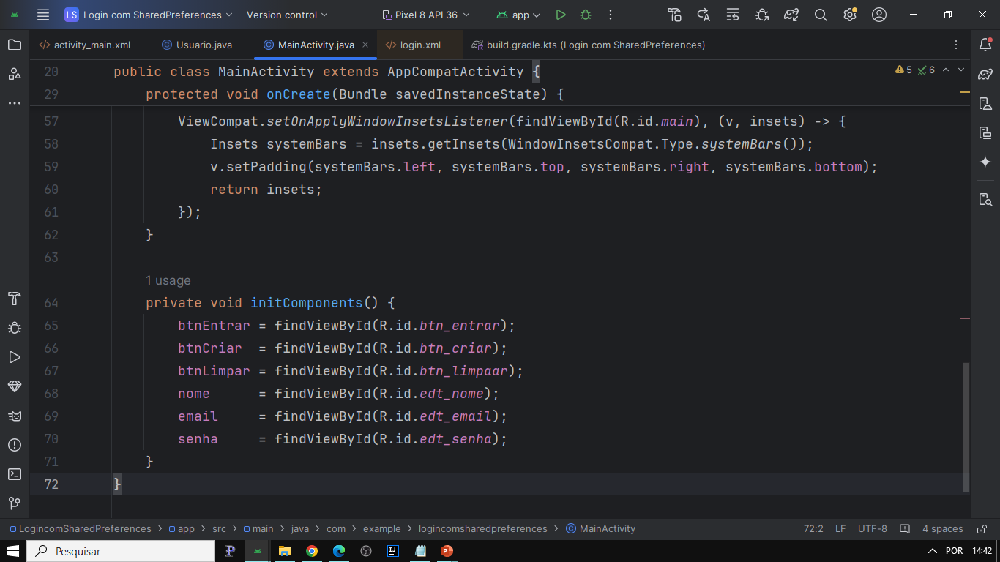 LS Login com SharedPreferences Version control Pixel 8 API 36 app
activity_main.xml Usuario.java MainActivity.java login.xml build.gradle.kts (Login com SharedPreferences)
20 public class MainActivity extends AppCompatActivity { 5 6
29 protected void onCreate(Bundle savedInstanceState) {
57 ViewCompat.setOnApplyWindowInsetsListener(findViewById(R.id.main), (v, insets) -> {
58 Insets systemBars = insets.getInsets(WindowInsetsCompat.Type.systemBars());
59 v.setPadding(systemBars.left, systemBars.top, systemBars.right, systemBars.bottom);
60 return insets;
61 });
62 }
63
1 usage
64 private void initComponents() {
65 btnEntrar = findViewById(R.id.btn_entrar);
66 btnCriar = findViewById(R.id.btn_criar);
67 btnLimpar = findViewById(R.id.btn_limpaar);
68 nome = findViewById(R.id.edt_nome);
69 email = findViewById(R.id.edt_email);
70 senha = findViewById(R.id.edt_senha);
71 }
72 }
LogincomSharedPreferences > app > src > main > java > com > example > logincomsharedpreferences > MainActivity 72:2 LF UTF-8 4 spaces
Pesquisar POR 14:42